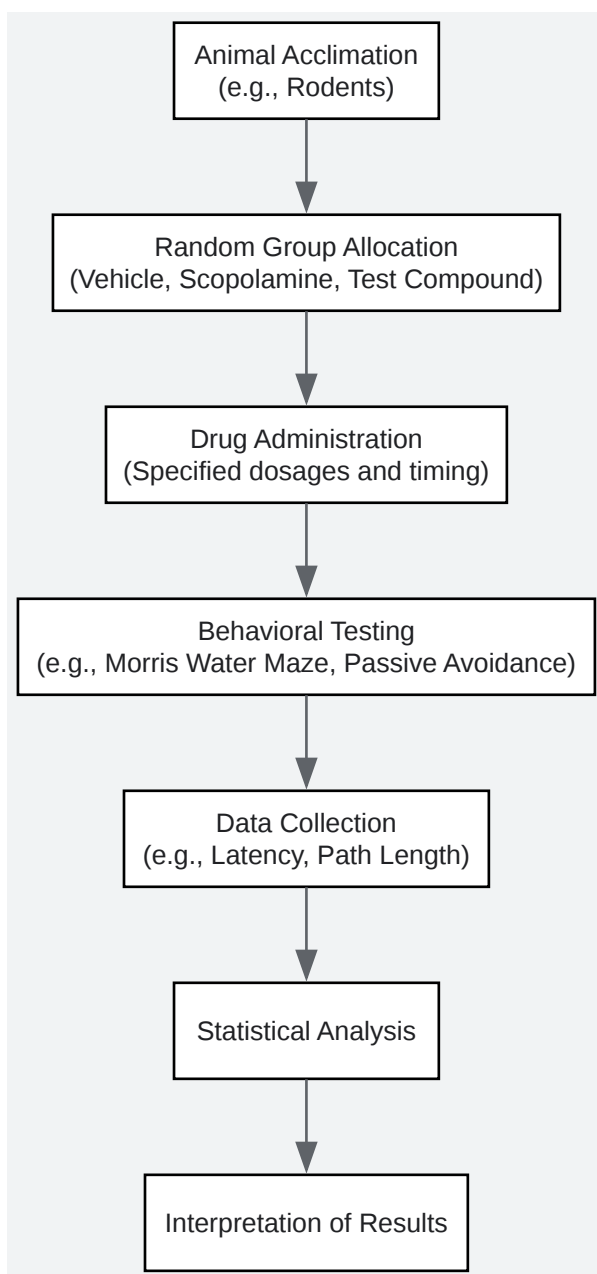 Animal Acclimation
(e.g., Rodents)
Random Group Allocation
(Vehicle, Scopolamine, Test Compound)
Drug Administration
(Specified dosages and timing)
Behavioral Testing
(e.g., Morris Water Maze, Passive Avoidance)
Data Collection
(e.g., Latency, Path Length)
Statistical Analysis
Interpretation of Results